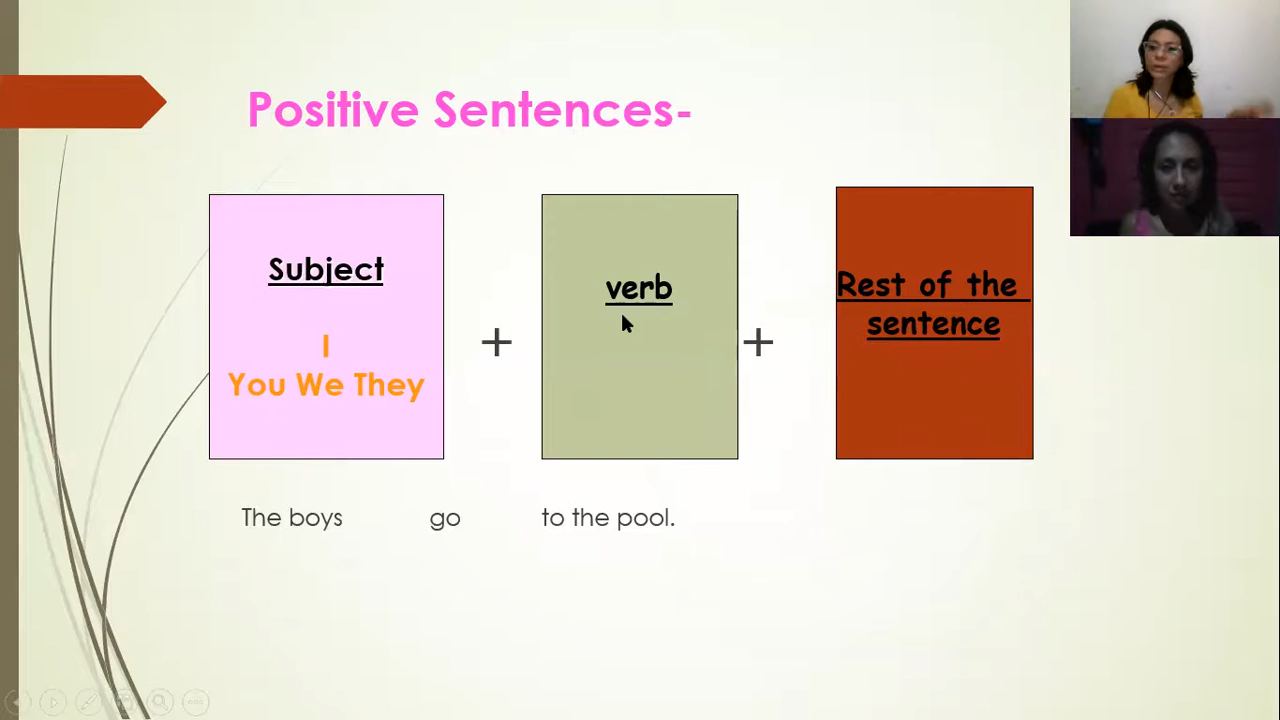 Positive Sentences-
Subject
I
You We They
+
verb
+
Rest of the
sentence
The boys go to the pool.